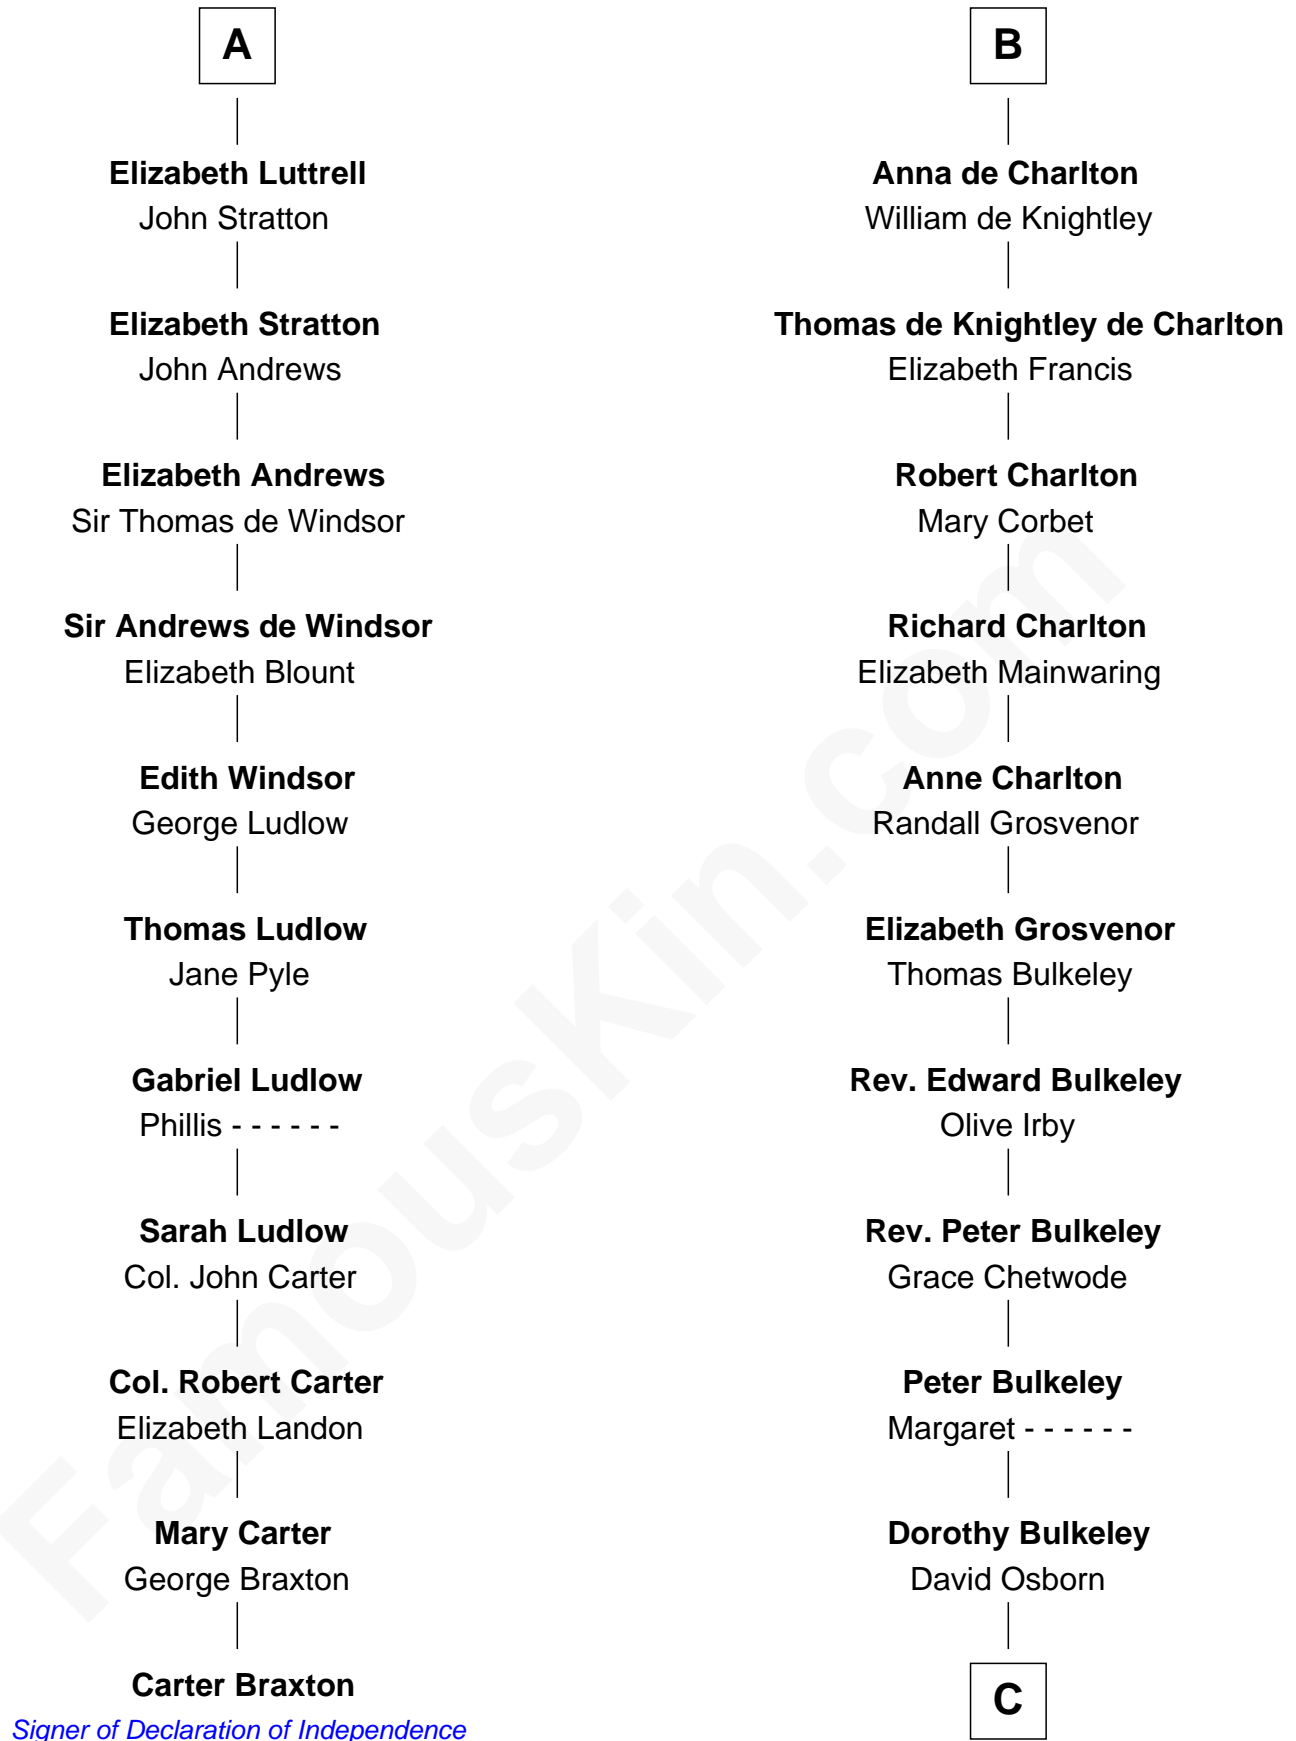 A
Elizabeth Luttrell
John Stratton
Elizabeth Stratton
John Andrews
Elizabeth Andrews
Sir Thomas de Windsor
Sir Andrews de Windsor
Elizabeth Blount
Edith Windsor
George Ludlow
Thomas Ludlow
Jane Pyle
Gabriel Ludlow
Phillis - - - - - -
Sarah Ludlow
Col. John Carter
Col. Robert Carter
Elizabeth Landon
Mary Carter
George Braxton
Carter Braxton
Signer of Declaration of Independence
B
Anna de Charlton
William de Knightley
Thomas de Knightley de Charlton
Elizabeth Francis
Robert Charlton
Mary Corbet
Richard Charlton
Elizabeth Mainwaring
Anne Charlton
Randall Grosvenor
Elizabeth Grosvenor
Thomas Bulkeley
Rev. Edward Bulkeley
Olive Irby
Rev. Peter Bulkeley
Grace Chetwode
Peter Bulkeley
Margaret - - - - - -
Dorothy Bulkeley
David Osborn
C
FamousKin.com